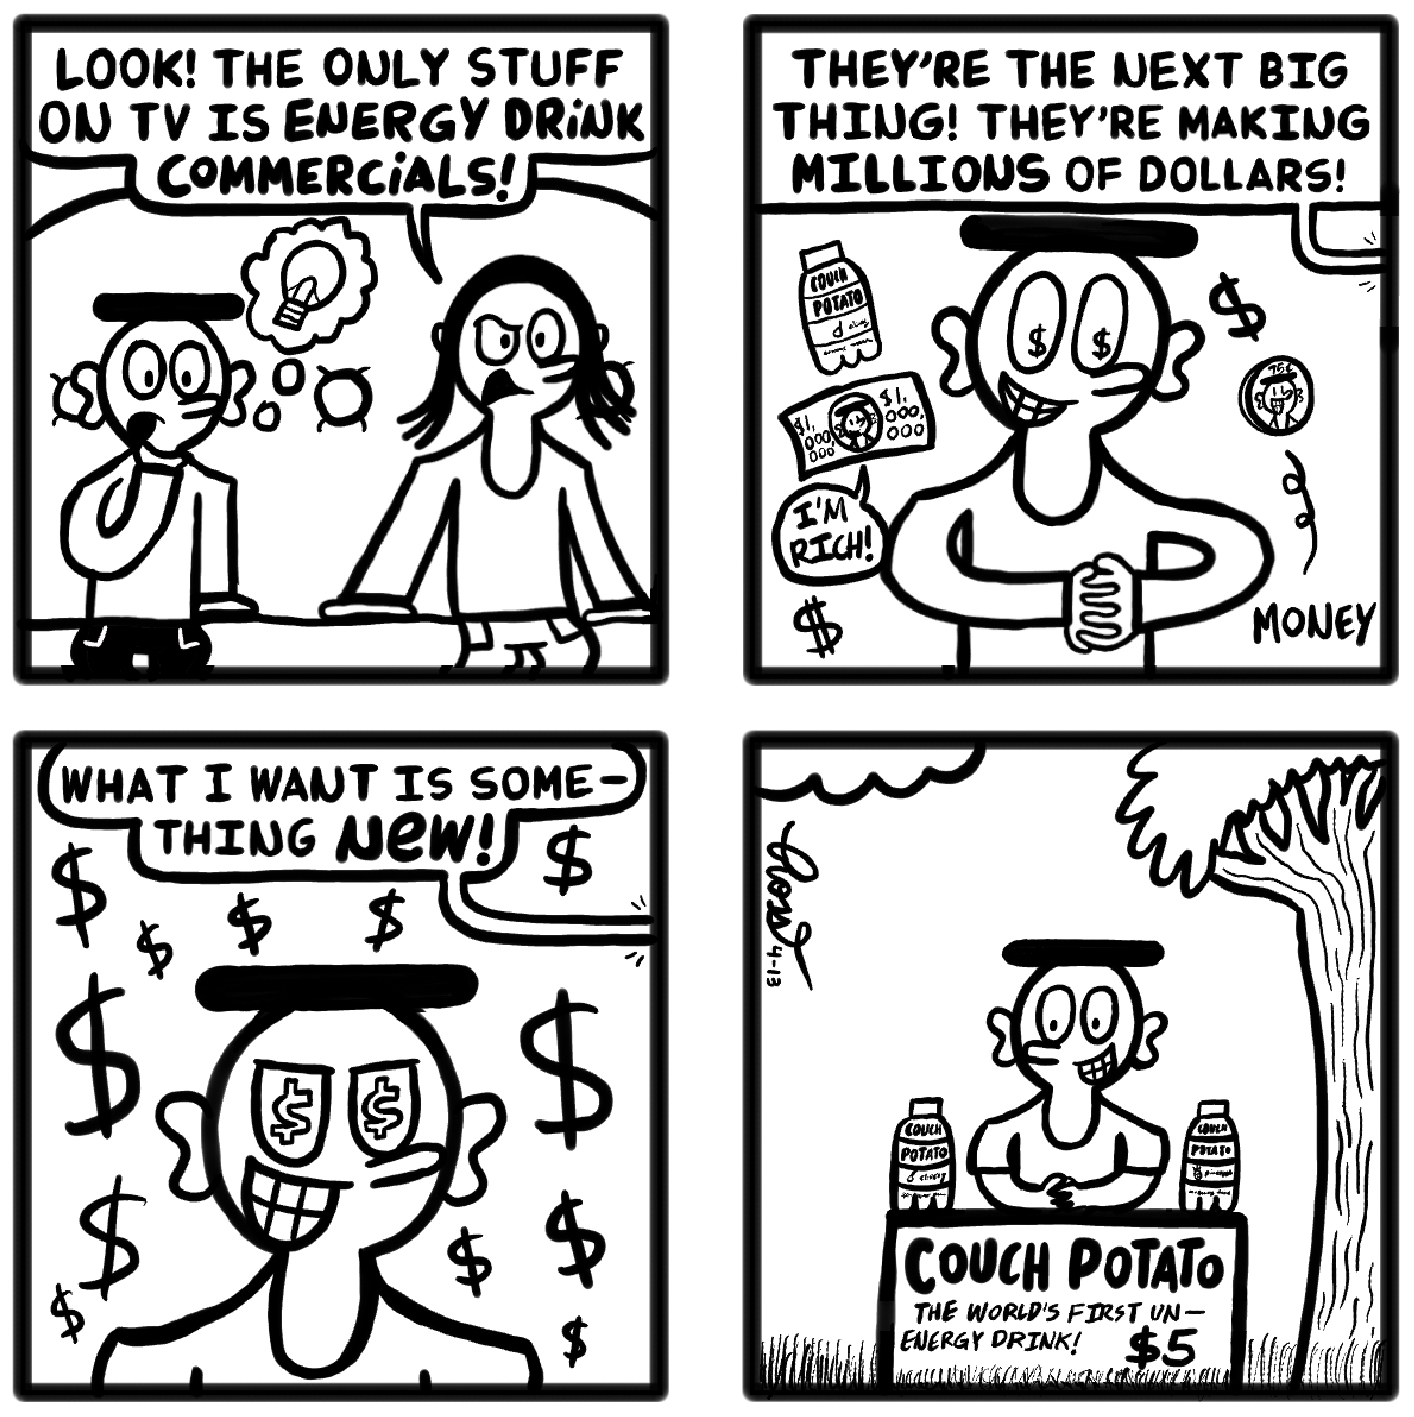 LOOK! THE ONLY STUFF
ON TV IS ENERGY DRINK
COMMERCIALS!
THEY'RE THE NEXT BIG
THING! THEY'RE MAKING
MILLIONS OF DOLLARS!
COUCH
POTATO
$
$
$
75¢
$1,
000,
000
$1,
000,
000
I'M
RICH!
$
MONEY
WHAT I WANT IS SOME-
THING NEW!
$
$
$
$
$
$
$
$
$
$
$
$
$
$
4-13
COUCH
POTATO
COUCH
POTATO
COUCH POTATO
THE WORLD'S FIRST UN-
ENERGY DRINK! $5